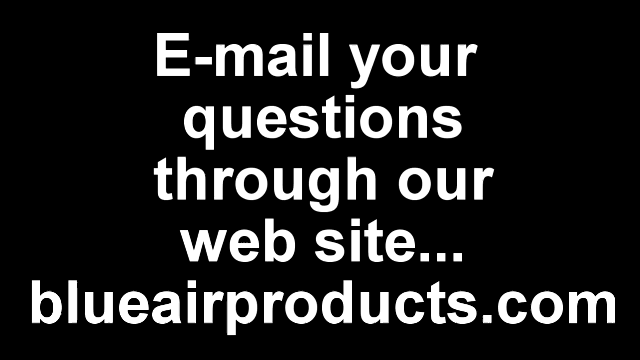 E-mail your
questions
through our
web site...
blueairproducts.com